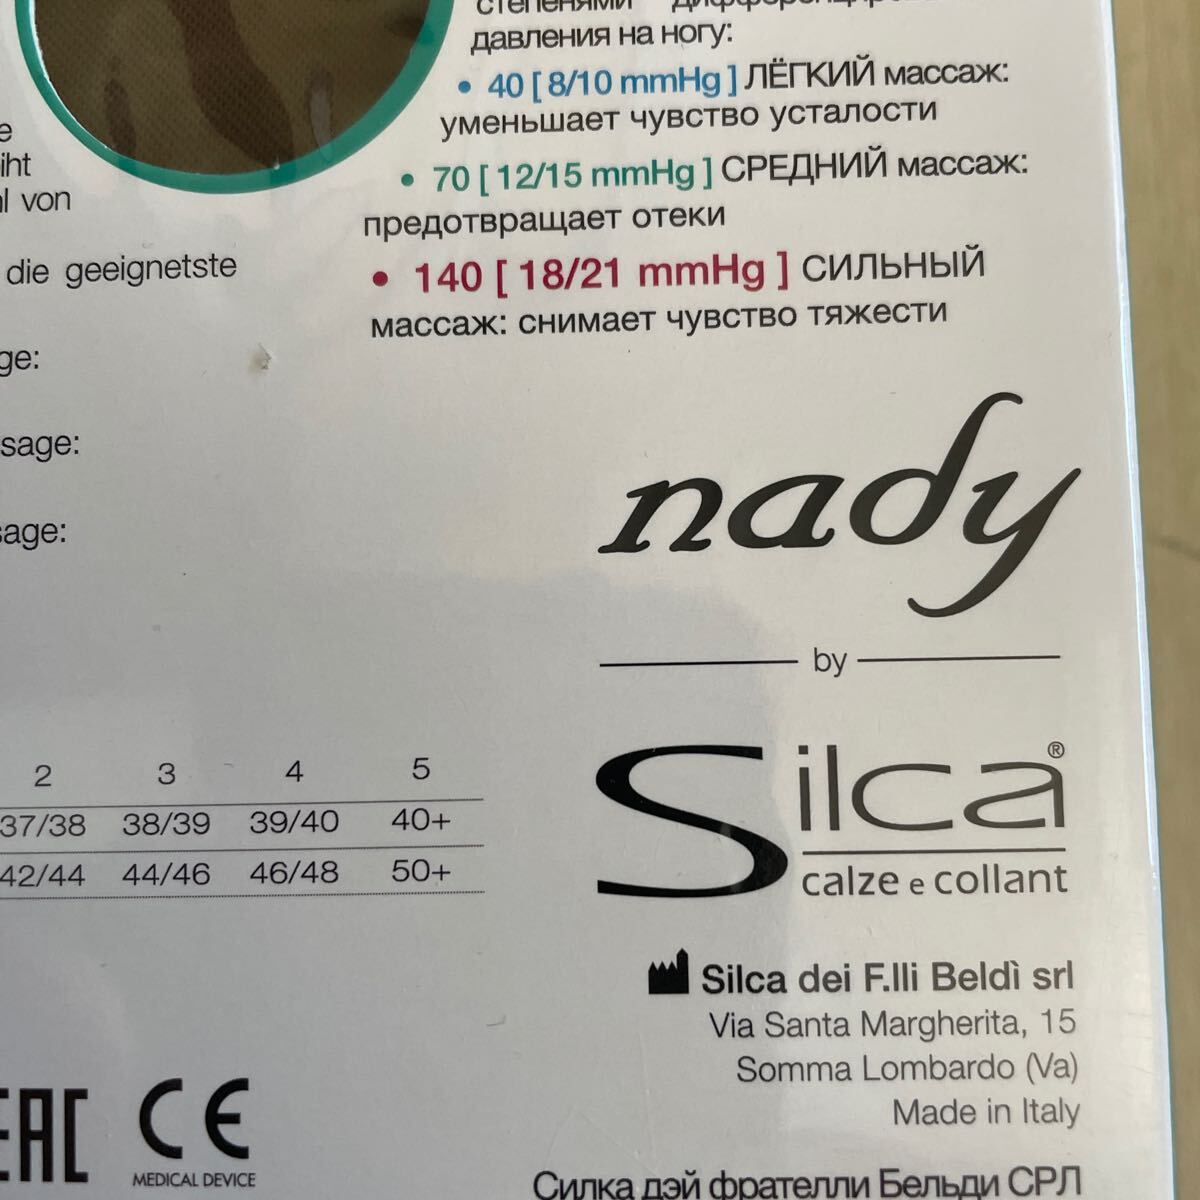 степенями
давления на ногу:
• 40 [ 8/10 mmHg ] ЛЁГКИЙ массаж:
уменьшает чувство усталости
• 70 [ 12/15 mmHg ] СРЕДНИЙ массаж:
предотвращает отеки
• 140 [ 18/21 mmHg ] СИЛЬНЫЙ
массаж: снимает чувство тяжести
e
iht
l von
die geeignetste
ge:
ssage:
sage:
nady
by
Silca®
calze e collant
2 3 4 5
37/38 38/39 39/40 40+
42/44 44/46 46/48 50+
Silca dei F.lli Beldì srl
Via Santa Margherita, 15
Somma Lombardo (Va)
Made in Italy
EAC CE
MEDICAL DEVICE
Силка дэй фрателли Бельди СРЛ